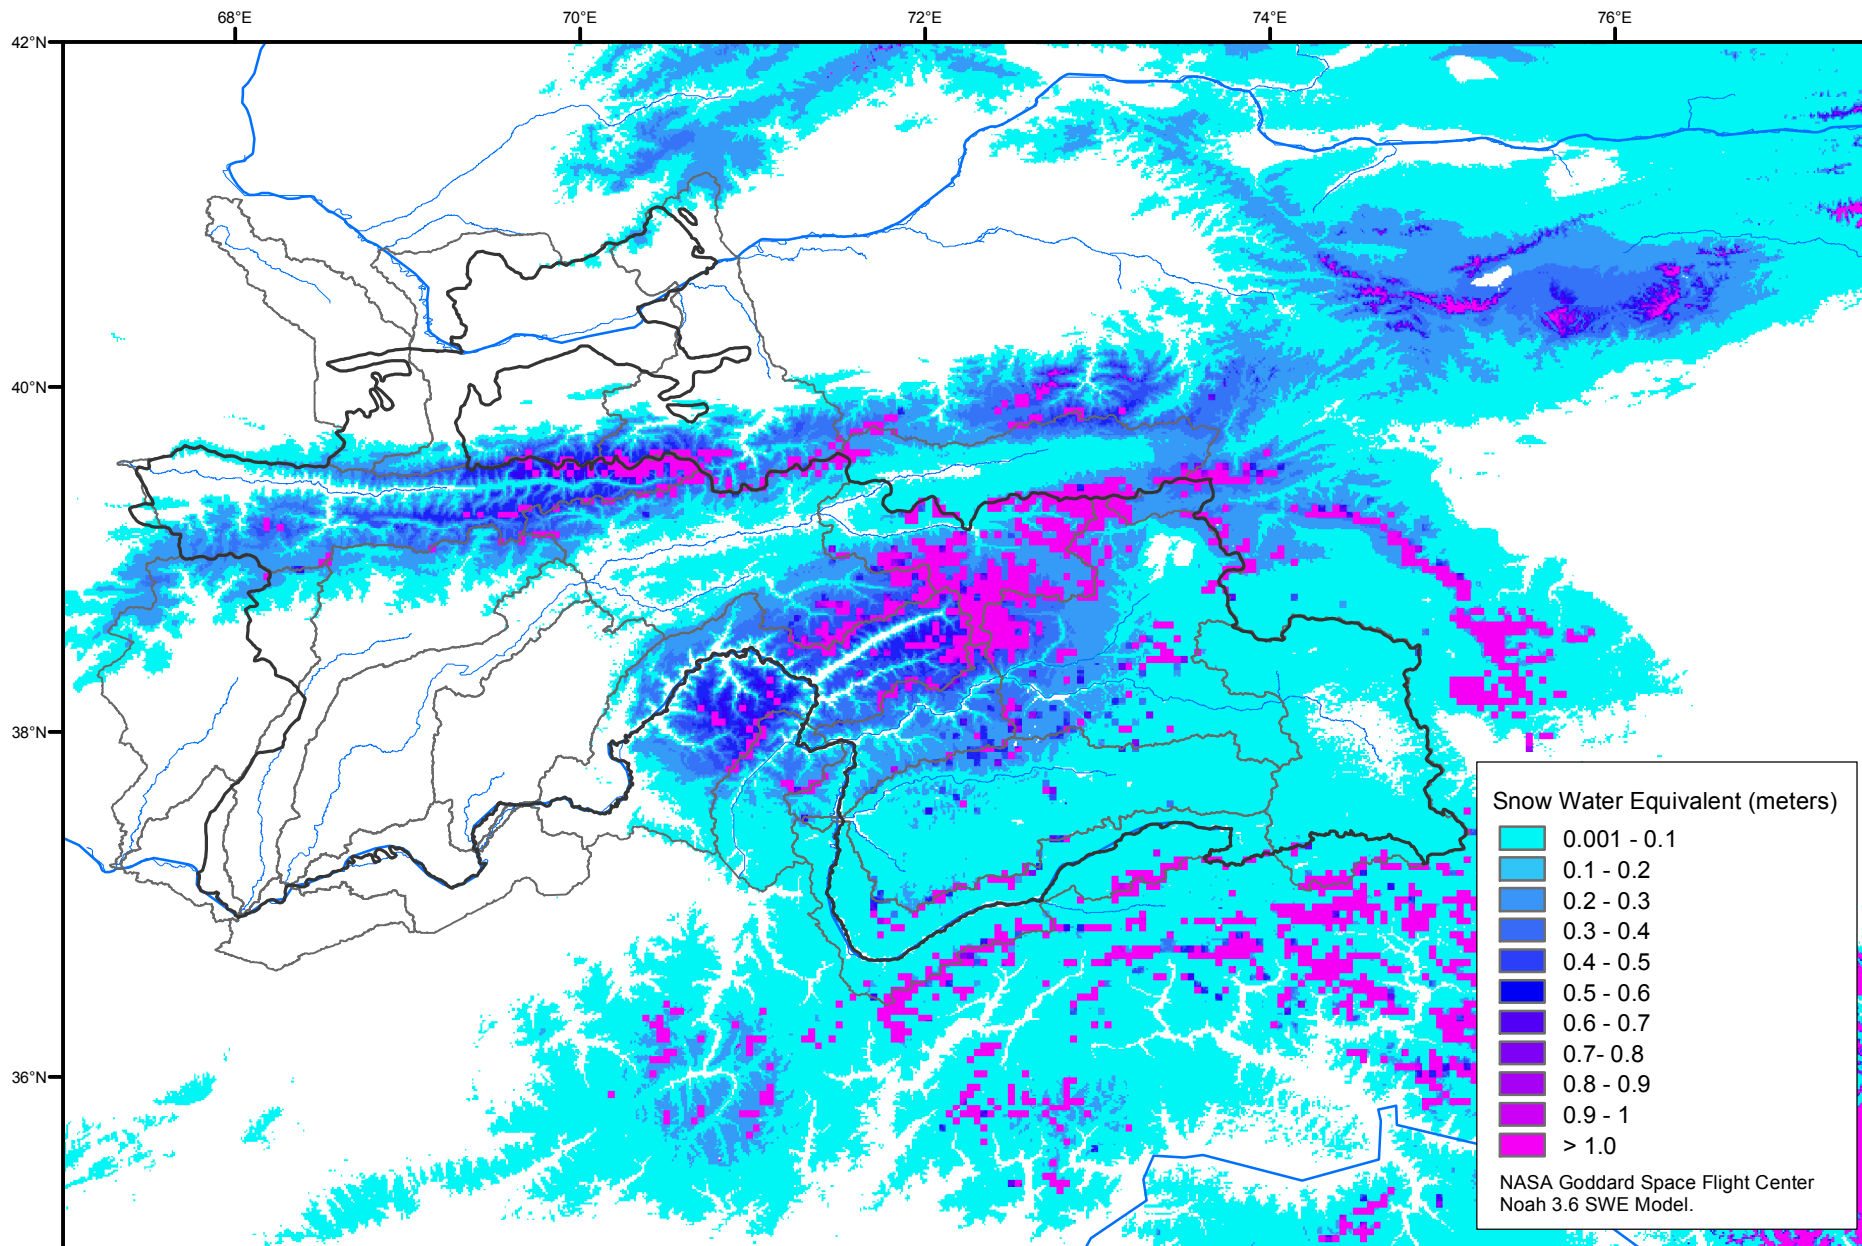 68°E
70°E
72°E
74°E
76°E
42°N
40°N
38°N
36°N
Snow Water Equivalent (meters)
0.001 - 0.1
0.1 - 0.2
0.2 - 0.3
0.3 - 0.4
0.4 - 0.5
0.5 - 0.6
0.6 - 0.7
0.7- 0.8
0.8 - 0.9
0.9 - 1
> 1.0
NASA Goddard Space Flight Center
Noah 3.6 SWE Model.